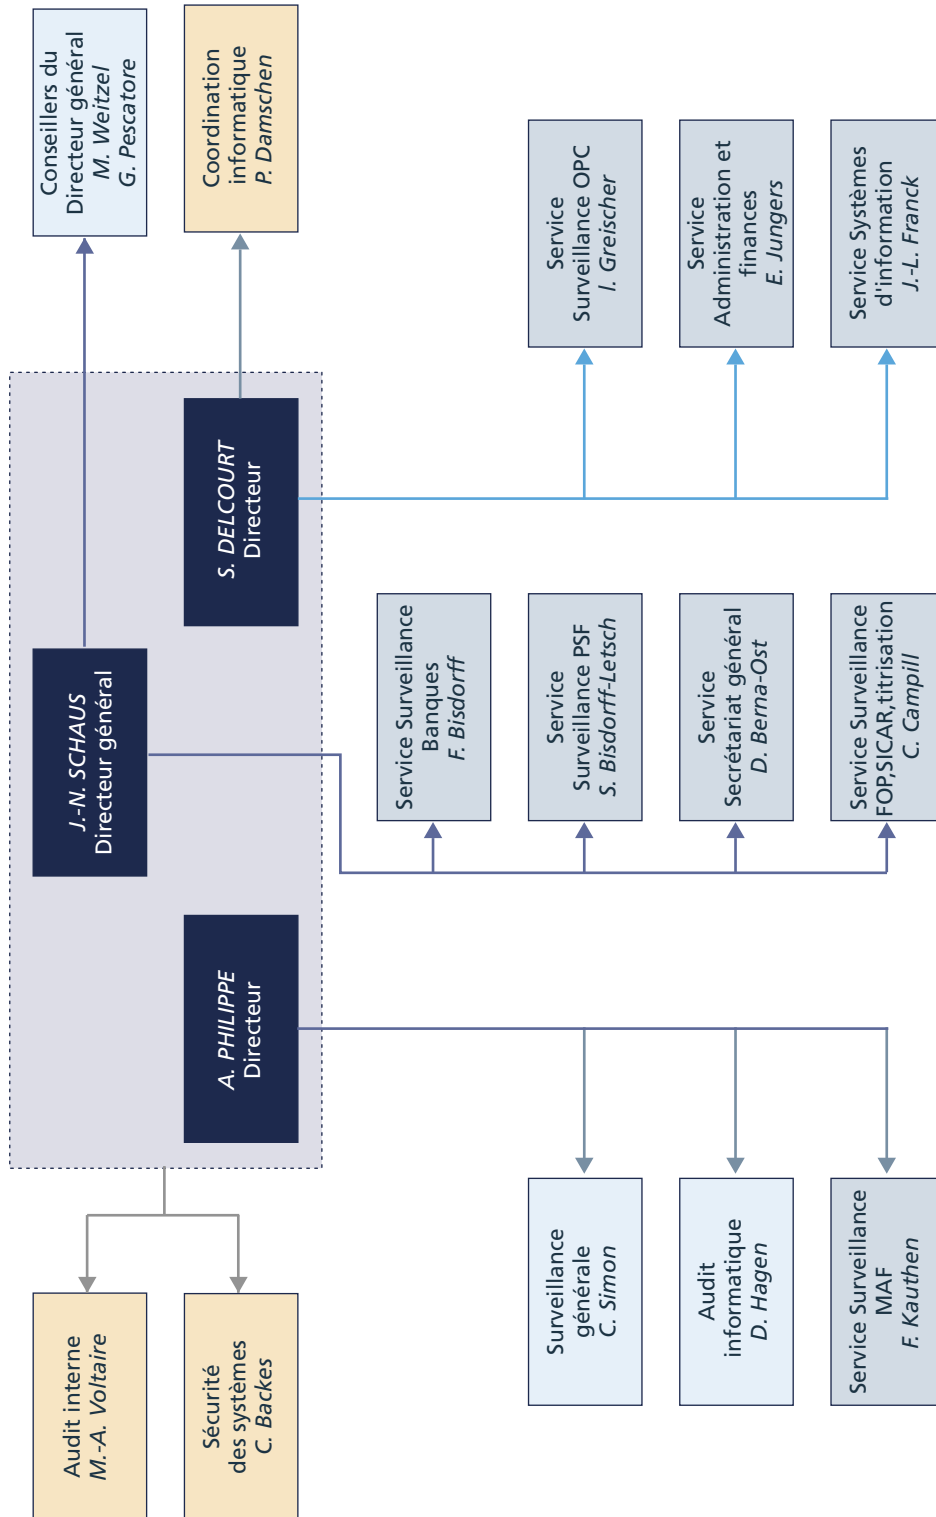 Audit interne
M.-A. Voltaire
Sécurité
des systèmes
C. Backes
J.-N. SCHAUS
Directeur général
A. PHILIPPE
Directeur
S. DELCOURT
Directeur
Conseillers du
Directeur général
M. Weitzel
G. Pescatore
Coordination
informatique
P. Damschen
Surveillance
générale
C. Simon
Audit
informatique
D. Hagen
Service Surveillance
MAF
F. Kauthen
Service Surveillance
Banques
F. Bisdorff
Service
Surveillance PSF
S. Bisdorff-Letsch
Service
Secrétariat général
D. Berna-Ost
Service Surveillance
FOP,SICAR,titrisation
C. Campill
Service
Surveillance OPC
I. Greischer
Service
Administration et
finances
E. Jungers
Service Systèmes
d'information
J.-L. Franck